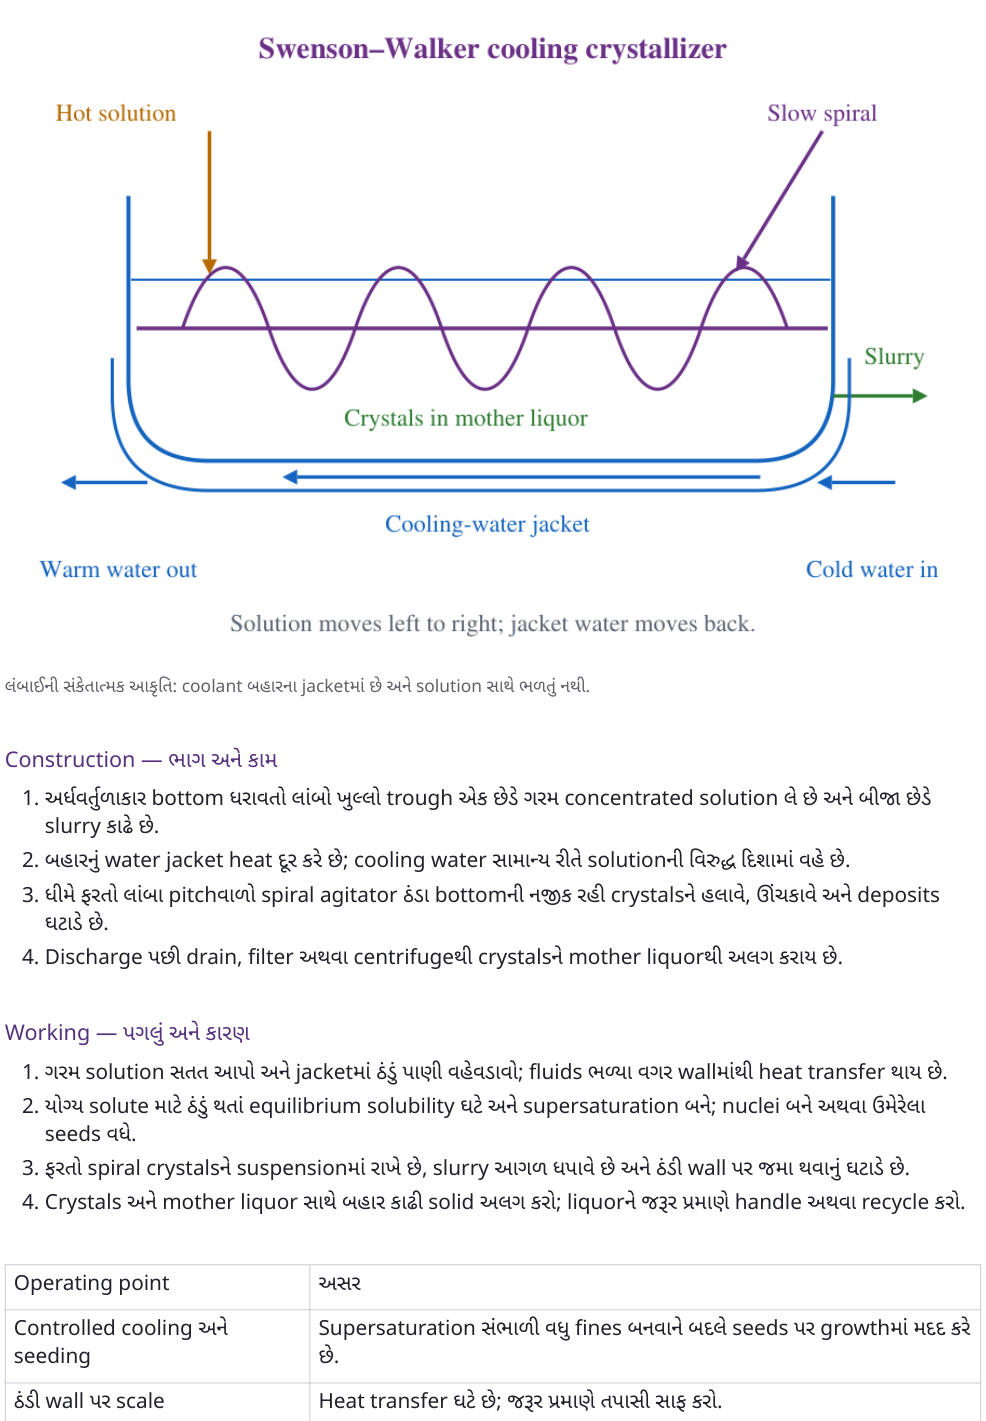 Swenson–Walker cooling crystallizer
Hot solution
Slow spiral
Slurry
Crystals in mother liquor
Cooling-water jacket
Warm water out
Cold water in
Solution moves left to right; jacket water moves back.
લંબાઈની સંકેતાત્મક આકૃતિ: coolant બહારના jacketમાં છે અને solution સાથે ભળતું નથી.
Construction — ભાગ અને કામ
1. અર્ધવર્તુળાકાર bottom ધરાવતો લાંબો ખુલ્લો trough એક છેડે ગરમ concentrated solution લે છે અને બીજા છેડે
slurry કાઢે છે.
2. બહારનું water jacket heat દૂર કરે છે; cooling water સામાન્ય રીતે solutionની વિરુદ્ધ દિશામાં વહે છે.
3. ધીમે ફરતો લાંબા pitchવાળો spiral agitator ઠંડા bottomની નજીક રહી crystalsને હલાવે, ઊંચકાવે અને deposits
ઘટાડે છે.
4. Discharge પછી drain, filter અથવા centrifugeથી crystalsને mother liquorથી અલગ કરાય છે.
Working — પગલું અને કારણ
1. ગરમ solution સતત આપો અને jacketમાં ઠંડું પાણી વહેવડાવો; fluids ભળ્યા વગર wallમાંથી heat transfer થાય છે.
2. યોગ્ય solute માટે ઠંડું થતાં equilibrium solubility ઘટે અને supersaturation બને; nuclei બને અથવા ઉમેરેલા
seeds વધે.
3. ફરતો spiral crystalsને suspensionમાં રાખે છે, slurry આગળ ધપાવે છે અને ઠંડી wall પર જમા થવાનું ઘટાડે છે.
4. Crystals અને mother liquor સાથે બહાર કાઢી solid અલગ કરો; liquorને જરૂર પ્રમાણે handle અથવા recycle કરો.
Operating point
અસર
Controlled cooling અને
seeding
Supersaturation સંભાળી વધુ fines બનવાને બદલે seeds પર growthમાં મદદ કરે
છે.
ઠંડી wall પર scale
Heat transfer ઘટે છે; જરૂર પ્રમાણે તપાસી સાફ કરો.